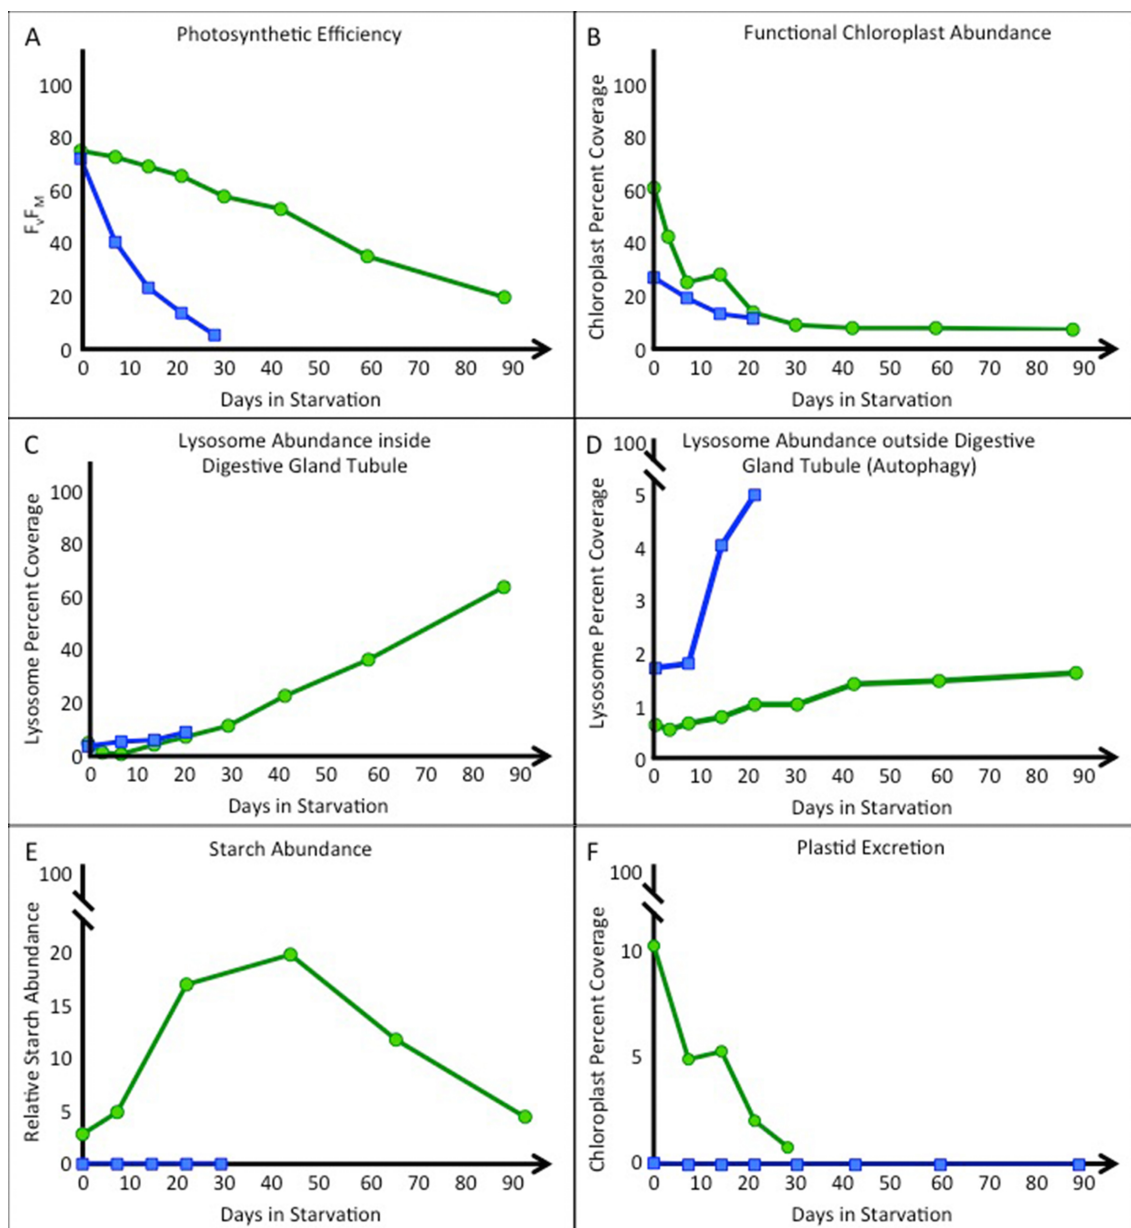 A
Photosynthetic Efficiency
FvFM
100
80
60
40
20
0
0 10 20 30 40 50 60 70 80 90
Days in Starvation
B
Functional Chloroplast Abundance
Chloroplast Percent Coverage
100
80
60
40
20
0
0 10 20 30 40 50 60 70 80 90
Days in Starvation
C
Lysosome Abundance inside
Digestive Gland Tubule
Lysosome Percent Coverage
100
80
60
40
20
0
0 10 20 30 40 50 60 70 80 90
Days in Starvation
D
Lysosome Abundance outside Digestive
Gland Tubule (Autophagy)
Lysosome Percent Coverage
100
5
4
3
2
1
0
0 10 20 30 40 50 60 70 80 90
Days in Starvation
E
Starch Abundance
Relative Starch Abundance
100
20
15
10
5
0
0 10 20 30 40 50 60 70 80 90
Days in Starvation
F
Plastid Excretion
Chloroplast Percent Coverage
100
10
5
0
0 10 20 30 40 50 60 70 80 90
Days in Starvation